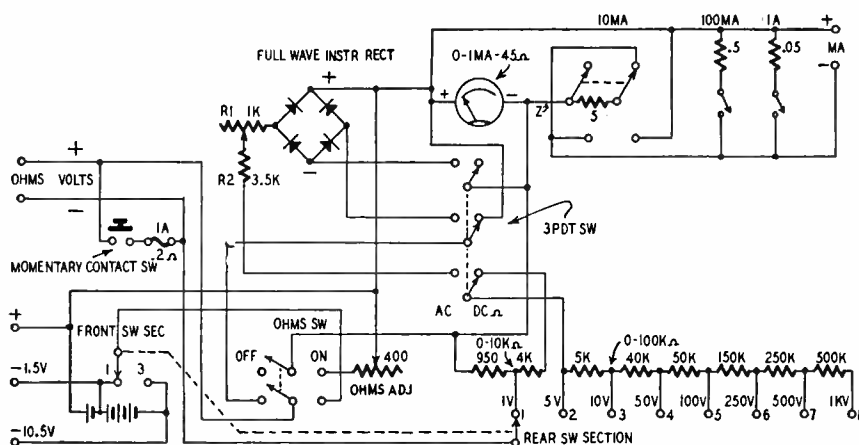 10MA 100MA 1A +
FULL WAVE INSTR RECT 0-1MA-45Ω .5 .05 MA
+ + − −
R1 1K Z 5
R2 3.5K −
+
OHMS VOLTS
−
1A
.2Ω
MOMENTARY CONTACT SW
3PDT SW
AC DCΩ
+
FRONT SW SEC
OHMS SW
0-10KΩ 0-100KΩ
OFF ON 400 950 4K 5K 40K 50K 150K 250K 500K
−1.5V 1 3 OHMS ADJ
1V 1 5V 2 10V 3 50V 4 100V 5 250V 6 500V 7 1KV
−10.5V REAR SW SECTION